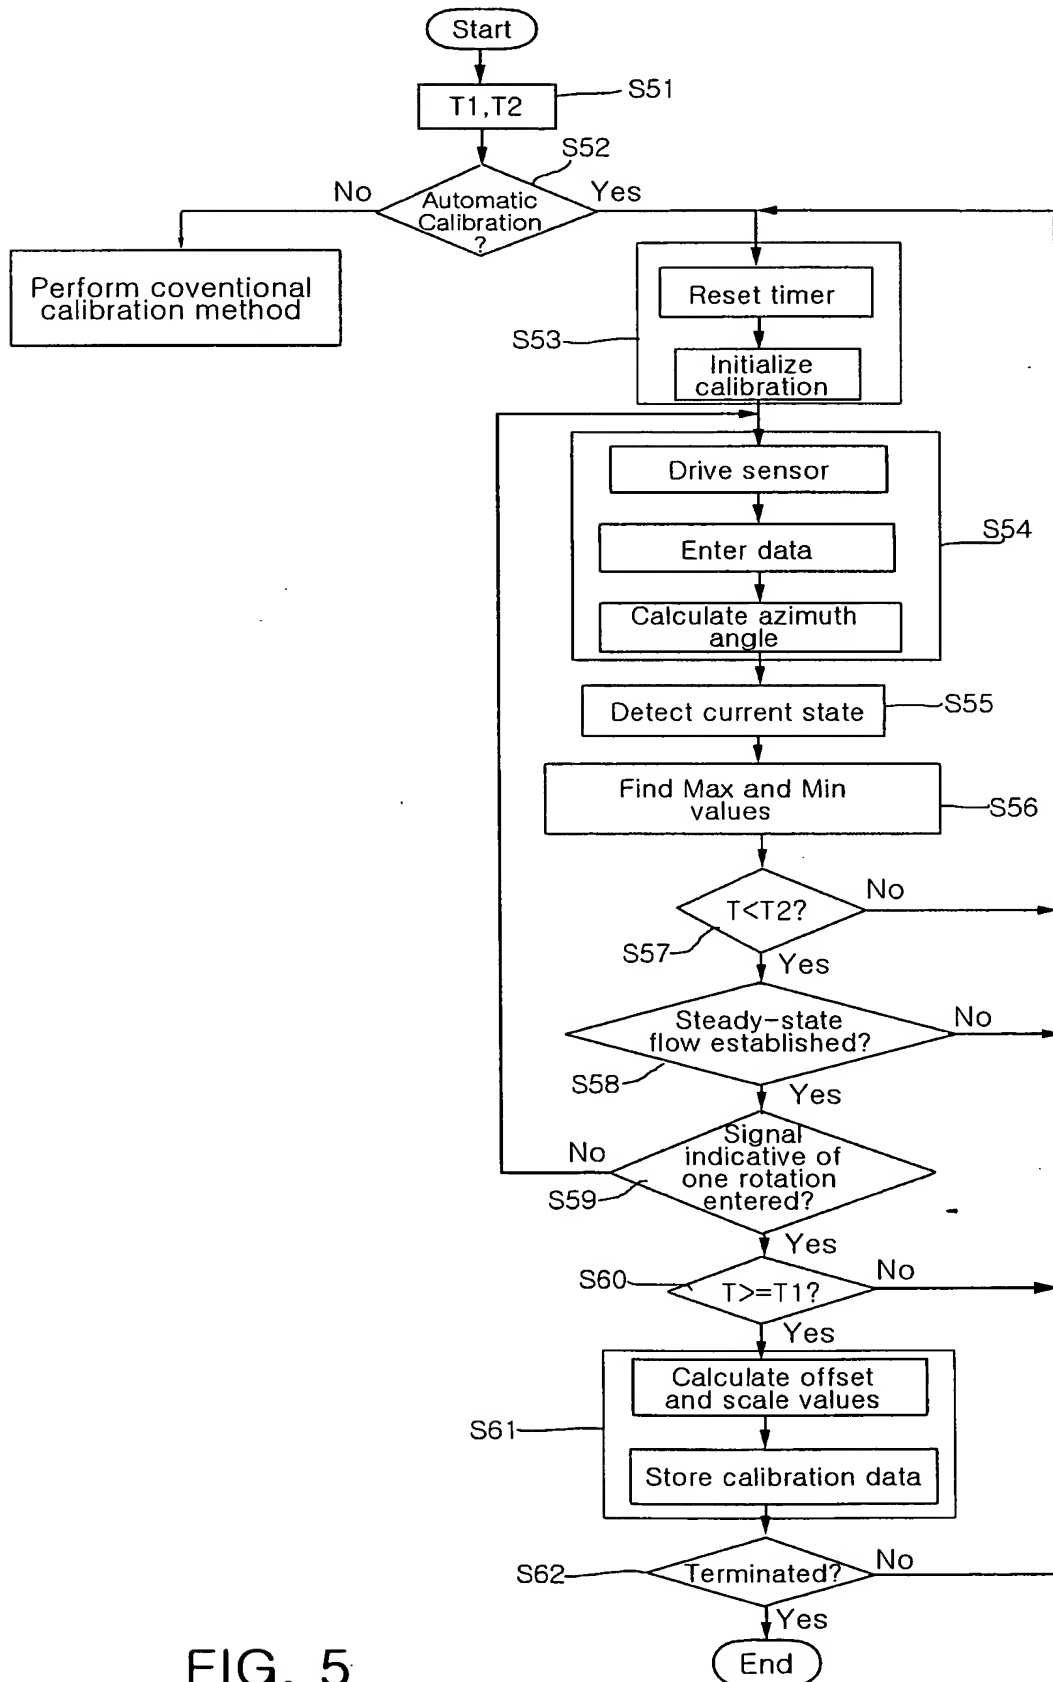 Start
T1,T2
S51
S52
No
Automatic
Calibration
?
Yes
Perform coventional
calibration method
Reset timer
S53
Initialize
calibration
Drive sensor
S54
Enter data
Calculate azimuth
angle
Detect current state
S55
Find Max and Min
values
S56
T<T2?
No
S57
Yes
Steady-state
flow established?
No
S58
Yes
Signal
indicative of
one rotation
entered?
No
S59
Yes
S60
T>=T1?
No
Yes
Calculate offset
and scale values
S61
Store calibration data
S62
Terminated?
No
Yes
End
FIG. 5